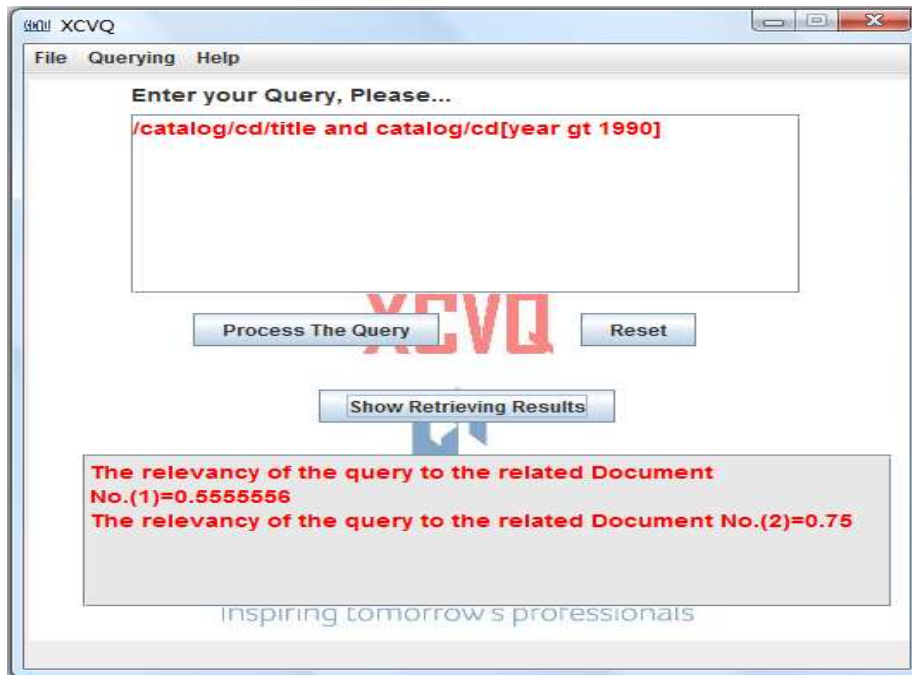 XCVQ
File Querying Help
Enter your Query, Please...
/catalog/cd/title and catalog/cd[year gt 1990]
XCVQ
Process The Query Reset
Show Retrieving Results
The relevancy of the query to the related Document
No.(1)=0.5555556
The relevancy of the query to the related Document No.(2)=0.75
Inspiring tomorrow's professionals